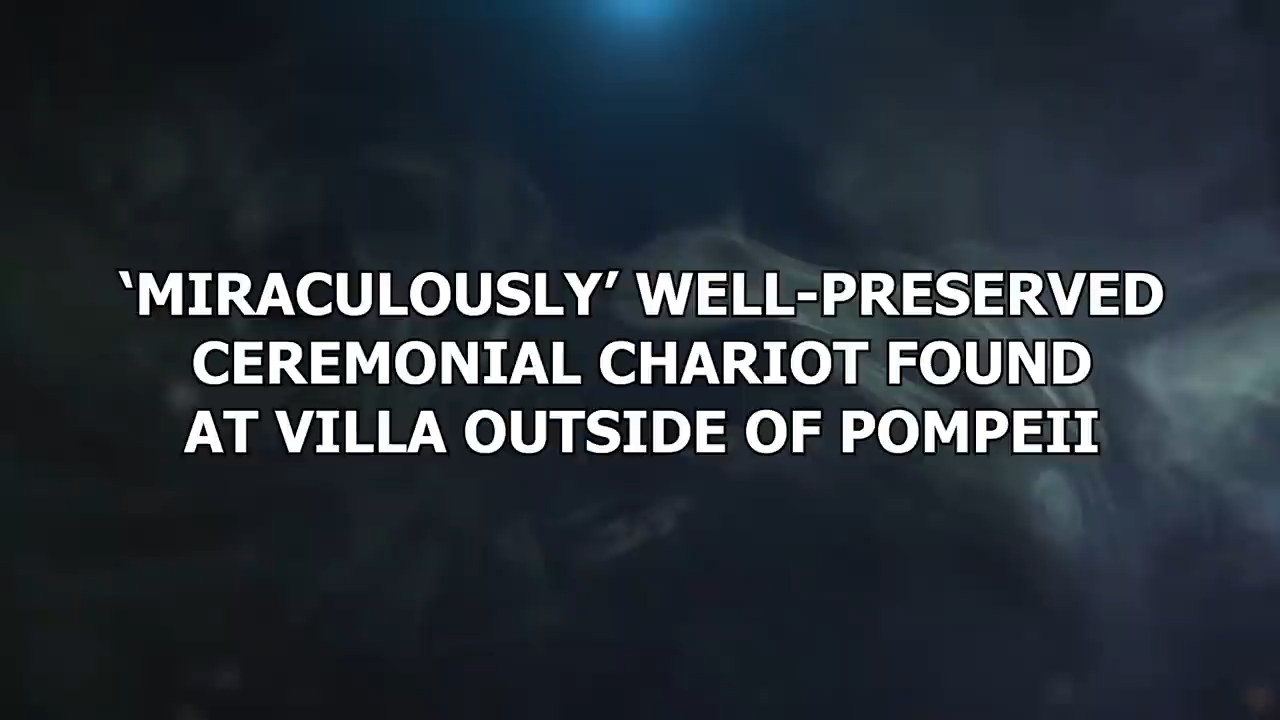 ‘MIRACULOUSLY’ WELL-PRESERVED
CEREMONIAL CHARIOT FOUND
AT VILLA OUTSIDE OF POMPEII